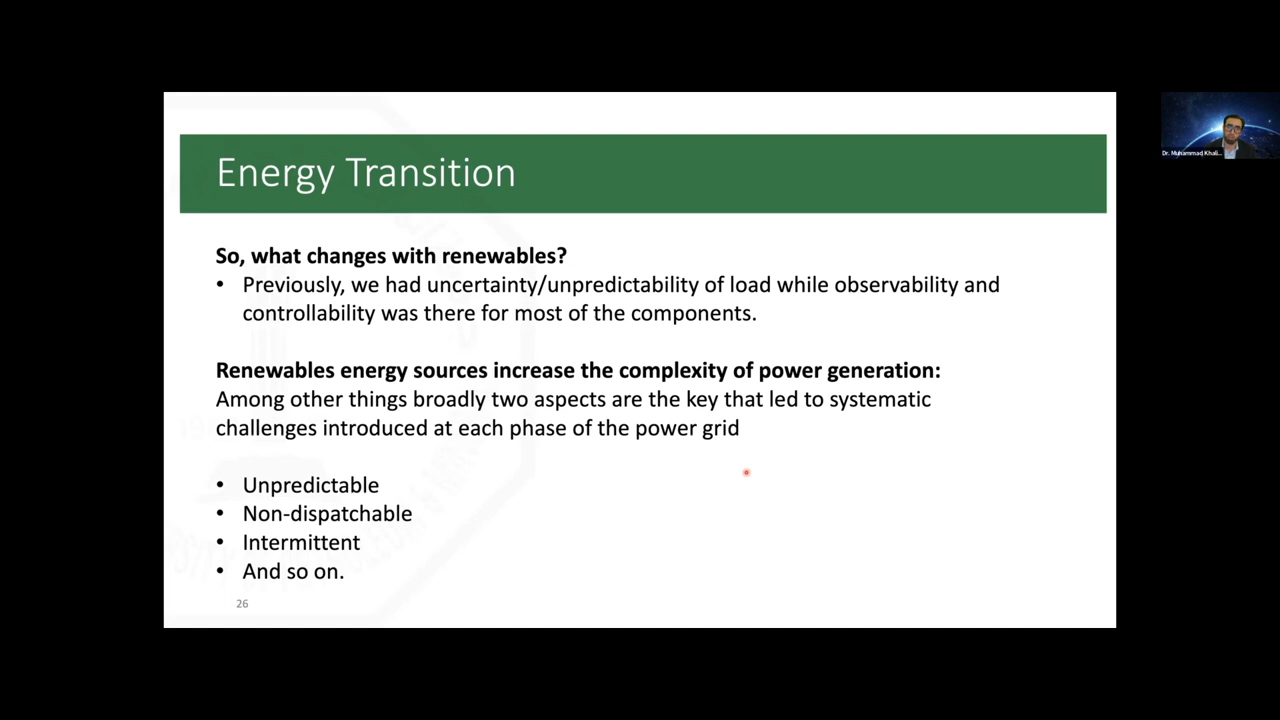 Energy Transition
So, what changes with renewables?
• Previously, we had uncertainty/unpredictability of load while observability and
controllability was there for most of the components.
Renewables energy sources increase the complexity of power generation:
Among other things broadly two aspects are the key that led to systematic
challenges introduced at each phase of the power grid
• Unpredictable
• Non-dispatchable
• Intermittent
• And so on.
26
Dr. Muhammad Khali...